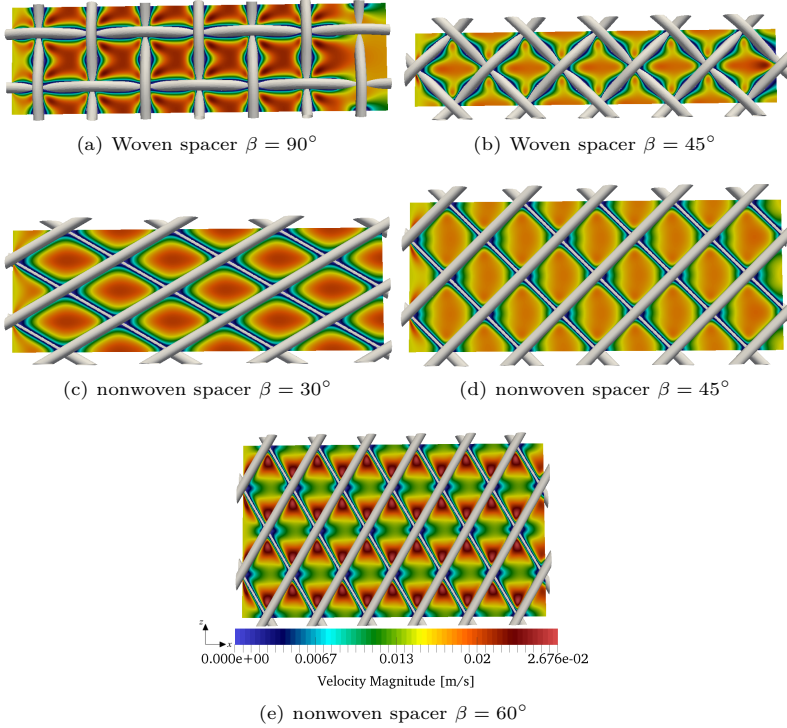 (a) Woven spacer β = 90°
(b) Woven spacer β = 45°
(c) nonwoven spacer β = 30°
(d) nonwoven spacer β = 45°
z
x
0.000e+00 0.0067 0.013 0.02 2.676e-02
Velocity Magnitude [m/s]
(e) nonwoven spacer β = 60°